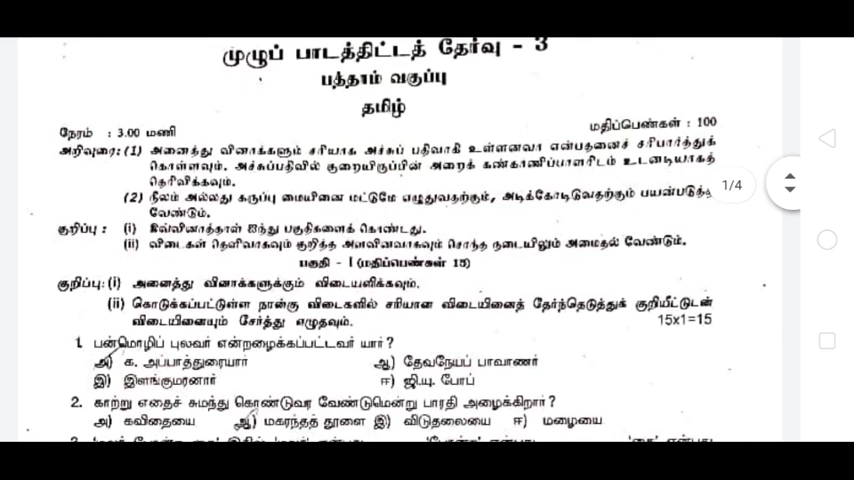 முழுப் பாடத்திட்டத் தேர்வு - 3
பத்தாம் வகுப்பு
தமிழ்
நேரம் : 3.00 மணி
மதிப்பெண்கள் : 100
அறிவுரை: (1) அனைத்து வினாக்களும் சரியாக அச்சுப் பதிவாகி உள்ளனவா என்பதனைச் சரிபார்த்துக்
கொள்ளவும். அச்சுப்பதிவில் குறையிருப்பின் அறைக் கண்காணிப்பாளரிடம் உடனடியாகத்
தெரிவிக்கவும்.
(2) நீலம் அல்லது கருப்பு மையினை மட்டுமே எழுதுவதற்கும், அடிக்கோடிடுவதற்கும் பயன்படுத்த
வேண்டும்.
1/4
குறிப்பு : (i) இவ்வினாத்தாள் ஐந்து பகுதிகளைக் கொண்டது.
(ii) விடைகள் தெளிவாகவும் குறித்த அளவினவாகவும் சொந்த நடையிலும் அமைதல் வேண்டும்.
பகுதி - I (மதிப்பெண்கள் 15)
குறிப்பு: (i) அனைத்து வினாக்களுக்கும் விடையளிக்கவும்.
(ii) கொடுக்கப்பட்டுள்ள நான்கு விடைகளில் சரியான விடையினைத் தேர்ந்தெடுத்துக் குறியீட்டுடன்
விடையினையும் சேர்த்து எழுதவும். 15x1=15
1. பன்மொழிப் புலவர் என்றழைக்கப்பட்டவர் யார்?
அ) க. அப்பாத்துரையார் ஆ) தேவநேயப் பாவாணர்
இ) இளங்குமரனார் ஈ) ஜி.யு. போப்
2. காற்று எதைச் சுமந்து கொண்டுவர வேண்டுமென்று பாரதி அழைக்கிறார்?
அ) கவிதையை ஆ) மகரந்தத் தூளை இ) விடுதலையை ஈ) மழையை